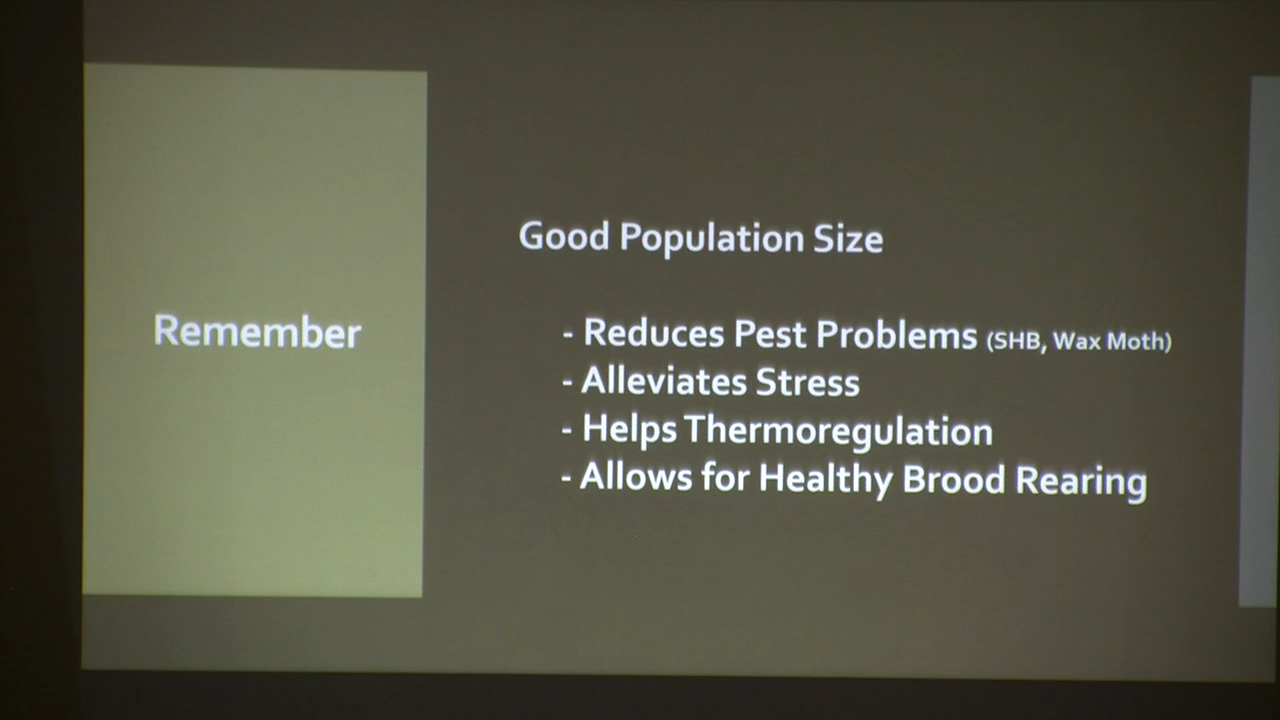 Remember
Good Population Size
- Reduces Pest Problems (SHB, Wax Moth)
- Alleviates Stress
- Helps Thermoregulation
- Allows for Healthy Brood Rearing